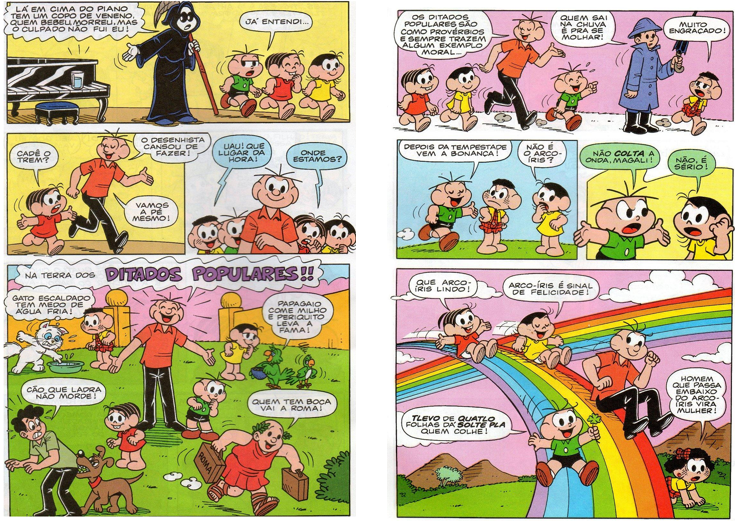 LÁ EM CIMA DO PIANO
TEM UM COPO DE VENENO,
QUEM BEBEU, MORREU, MAS
O CULPADO NÃO FUI EU!
JÁ ENTENDI...
CADÊ O
TREM?
O DESENHISTA
CANSOU DE
FAZER!
VAMOS
A PÉ
MESMO!
UAU! QUE
LUGAR DA
HORA!
ONDE
ESTAMOS?
NA TERRA DOS DITADOS POPULARES!!
GATO ESCALDADO
TEM MEDO DE
ÁGUA FRIA!
PAPAGAIO
COME MILHO
E PERIQUITO
LEVA A
FAMA!
CÃO QUE LADRA
NÃO MORDE!
QUEM TEM BOCA
VAI A ROMA!
ROMA
OS DITADOS
POPULARES SÃO
COMO PROVÉRBIOS
E SEMPRE TRAZEM
ALGUM EXEMPLO
MORAL...
QUEM SAI
NA CHUVA
É PRA SE
MOLHAR!
MUITO
ENGRAÇADO!
DEPOIS DA TEMPESTADE
VEM A BONANÇA!
NÃO É
O ARCO-
ÍRIS?
NÃO COLTA A
ONDA, MAGALI!
NÃO, É
SÉRIO!
QUE ARCO-
ÍRIS LINDO!
ARCO-ÍRIS É SINAL
DE FELICIDADE!
TLEVO DE QUATLO
FOLHAS DÁ SOLTE PLA
QUEM COLHE!
HOMEM
QUE PASSA
EMBAIXO
DO ARCO-
ÍRIS VIRA
MULHER!